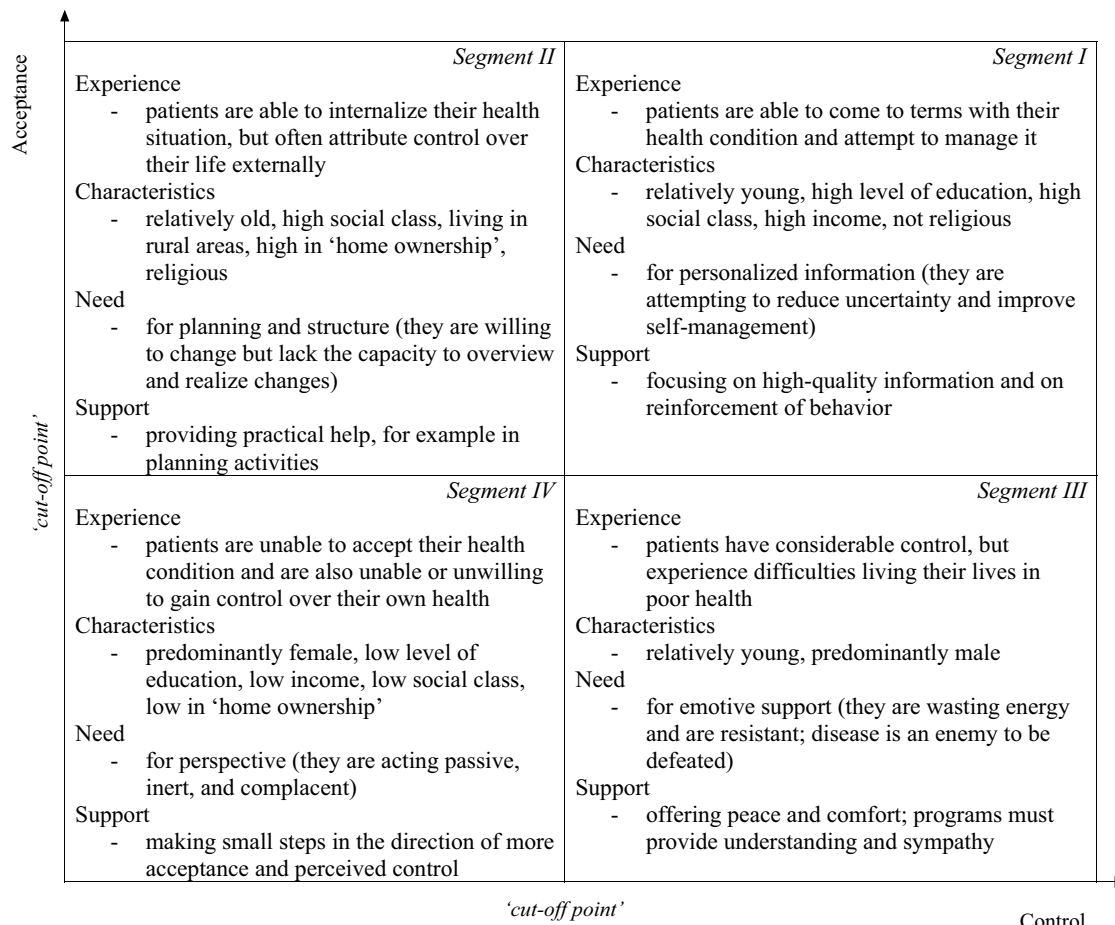 Acceptance
'cut-off point'
Segment II
Experience
- patients are able to internalize their health
situation, but often attribute control over
their life externally
Characteristics
- relatively old, high social class, living in
rural areas, high in ‘home ownership’,
religious
Need
- for planning and structure (they are willing
to change but lack the capacity to overview
and realize changes)
Support
- providing practical help, for example in
planning activities
Segment I
Experience
- patients are able to come to terms with their
health condition and attempt to manage it
Characteristics
- relatively young, high level of education, high
social class, high income, not religious
Need
- for personalized information (they are
attempting to reduce uncertainty and improve
self-management)
Support
- focusing on high-quality information and on
reinforcement of behavior
Segment IV
Experience
- patients are unable to accept their health
condition and are also unable or unwilling
to gain control over their own health
Characteristics
- predominantly female, low level of
education, low income, low social class,
low in ‘home ownership’
Need
- for perspective (they are acting passive,
inert, and complacent)
Support
- making small steps in the direction of more
acceptance and perceived control
Segment III
Experience
- patients have considerable control, but
experience difficulties living their lives in
poor health
Characteristics
- relatively young, predominantly male
Need
- for emotive support (they are wasting energy
and are resistant; disease is an enemy to be
defeated)
Support
- offering peace and comfort; programs must
provide understanding and sympathy
‘cut-off point’
Control